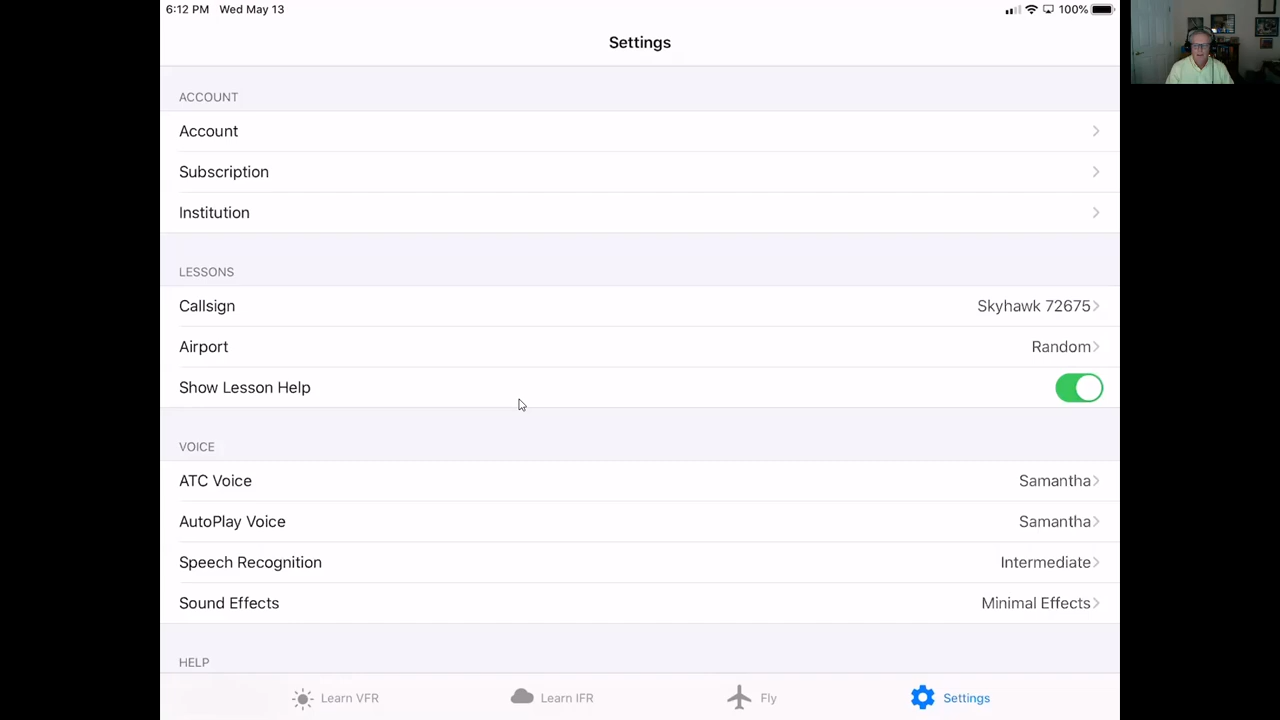 6:12 PM Wed May 13 100%
Settings
ACCOUNT
Account
Subscription
Institution
LESSONS
Callsign Skyhawk 72675
Airport Random
Show Lesson Help
VOICE
ATC Voice Samantha
AutoPlay Voice Samantha
Speech Recognition Intermediate
Sound Effects Minimal Effects
HELP
Learn VFR Learn IFR Fly Settings